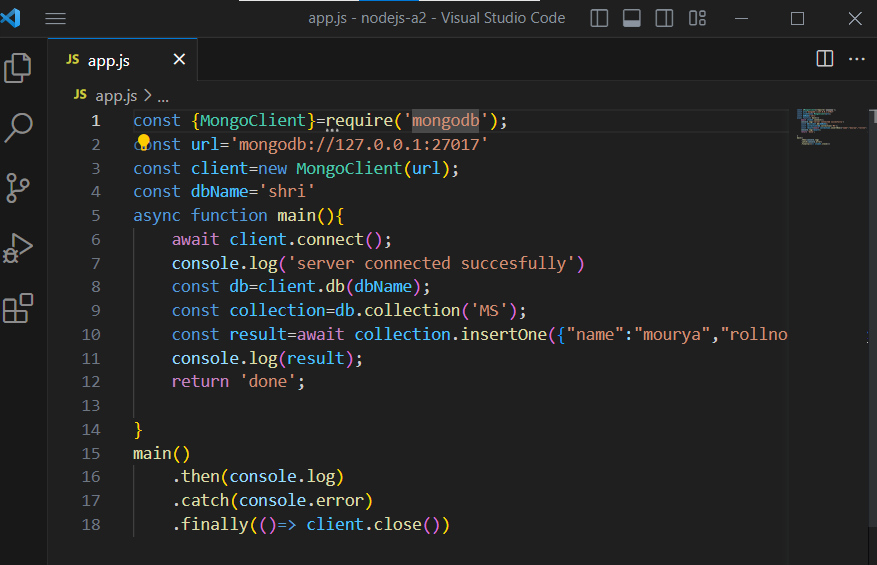 app.js - nodejs-a2 - Visual Studio Code
JS app.js
JS app.js > ...
1 const {MongoClient}=require('mongodb');
2 const url='mongodb://127.0.0.1:27017'
3 const client=new MongoClient(url);
4 const dbName='shri'
5 async function main(){
6 await client.connect();
7 console.log('server connected succesfully')
8 const db=client.db(dbName);
9 const collection=db.collection('MS');
10 const result=await collection.insertOne({"name":"mourya","rollno
11 console.log(result);
12 return 'done';
13
14 }
15 main()
16 .then(console.log)
17 .catch(console.error)
18 .finally(()=> client.close())